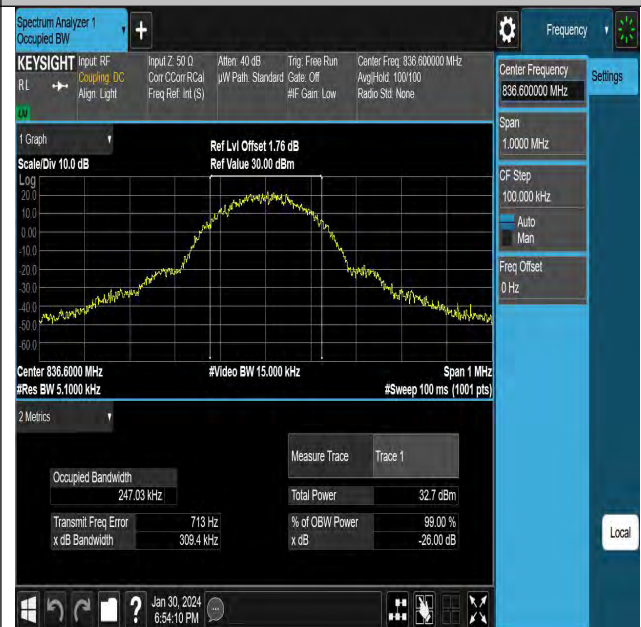 Spectrum Analyzer 1
Occupied BW
+
Frequency
KEYSIGHT
RL
Input: RF
Coupling: DC
Align: Light
Input Z: 50 Ω
Corr CCorr RCal
Freq Ref: Int (S)
Atten: 40 dB
µW Path: Standard
Trig: Free Run
Gate: Off
#IF Gain: Low
Center Freq: 836.600000 MHz
Avg|Hold: 100/100
Radio Std: None
Center Frequency
836.600000 MHz
Settings
Span
1.0000 MHz
CF Step
100.000 kHz
Auto
Man
Freq Offset
0 Hz
1 Graph
Scale/Div 10.0 dB
Ref Lvl Offset 1.76 dB
Ref Value 30.00 dBm
Log
20.0
10.0
0.00
-10.0
-20.0
-30.0
-40.0
-50.0
-60.0
Center 836.6000 MHz
#Video BW 15.000 kHz
Span 1 MHz
#Res BW 5.1000 kHz
#Sweep 100 ms (1001 pts)
2 Metrics
Measure Trace
Trace 1
Occupied Bandwidth
247.03 kHz
Total Power
32.7 dBm
Transmit Freq Error
713 Hz
% of OBW Power
99.00 %
x dB Bandwidth
309.4 kHz
x dB
-26.00 dB
Local
?
Jan 30, 2024
6:54:10 PM